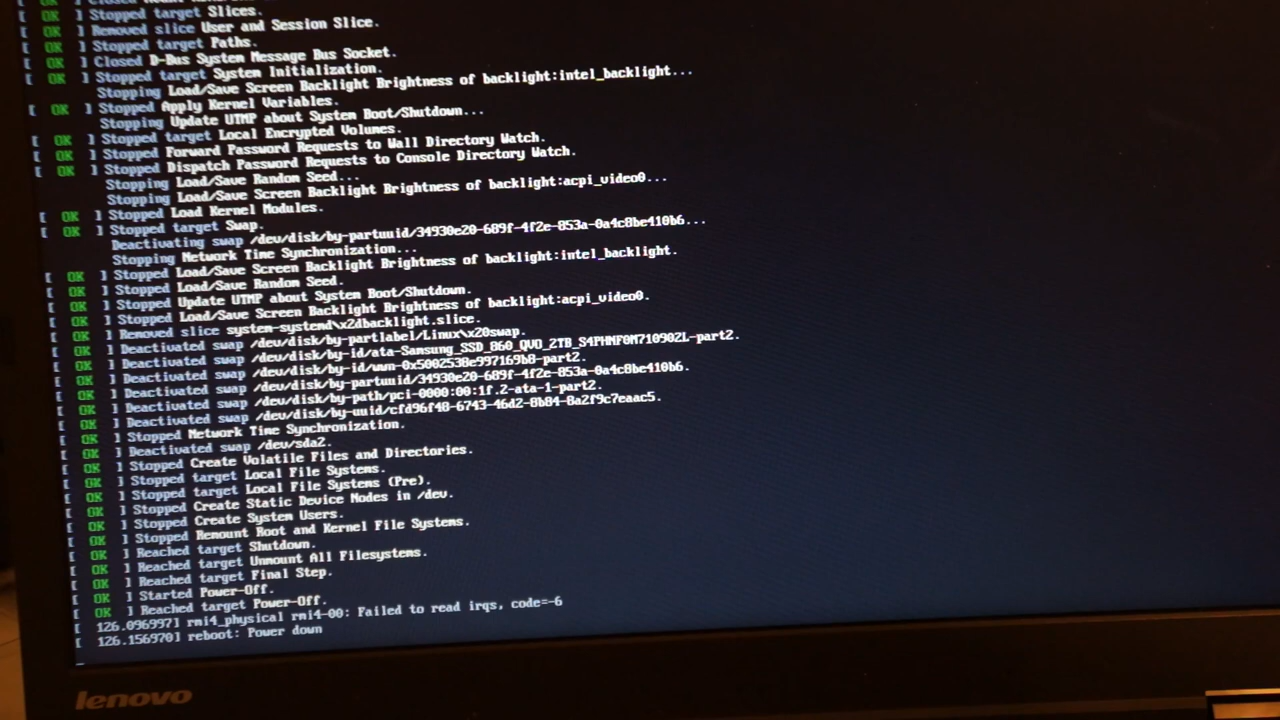 [ OK ] Stopped target Slices.
[ OK ] Removed slice User and Session Slice.
[ OK ] Stopped target Paths.
[ OK ] Closed D-Bus System Message Bus Socket.
[ OK ] Stopped target System Initialization.
Stopping Load/Save Screen Backlight Brightness of backlight:intel_backlight...
[ OK ] Stopped Apply Kernel Variables.
Stopping Update UTMP about System Boot/Shutdown...
[ OK ] Stopped target Local Encrypted Volumes.
[ OK ] Stopped Forward Password Requests to Wall Directory Watch.
[ OK ] Stopped Dispatch Password Requests to Console Directory Watch.
Stopping Load/Save Random Seed...
Stopping Load/Save Screen Backlight Brightness of backlight:acpi_video0...
[ OK ] Stopped Load Kernel Modules.
[ OK ] Stopped target Swap.
Deactivating swap /dev/disk/by-partuuid/34930e20-689f-4f2e-853a-0a4c8be410b6...
Stopping Network Time Synchronization...
[ OK ] Stopped Load/Save Screen Backlight Brightness of backlight:intel_backlight.
[ OK ] Stopped Load/Save Random Seed.
[ OK ] Stopped Update UTMP about System Boot/Shutdown.
[ OK ] Stopped Load/Save Screen Backlight Brightness of backlight:acpi_video0.
[ OK ] Removed slice system-systemd\x2dbacklight.slice.
[ OK ] Deactivated swap /dev/disk/by-partlabel/Linux\x20swap.
[ OK ] Deactivated swap /dev/disk/by-id/ata-Samsung_SSD_860_QVO_2TB_S4PHNF0M710902L-part2.
[ OK ] Deactivated swap /dev/disk/by-id/wwn-0x5002538e997169b8-part2.
[ OK ] Deactivated swap /dev/disk/by-partuuid/34930e20-689f-4f2e-853a-0a4c8be410b6.
[ OK ] Deactivated swap /dev/disk/by-path/pci-0000:00:1f.2-ata-1-part2.
[ OK ] Deactivated swap /dev/disk/by-uuid/cfd96f48-6743-46d2-8b84-8a2f9c7eaac5.
[ OK ] Stopped Network Time Synchronization.
[ OK ] Deactivated swap /dev/sda2.
[ OK ] Stopped Create Volatile Files and Directories.
[ OK ] Stopped target Local File Systems.
[ OK ] Stopped target Local File Systems (Pre).
[ OK ] Stopped Create Static Device Nodes in /dev.
[ OK ] Stopped Create System Users.
[ OK ] Stopped Remount Root and Kernel File Systems.
[ OK ] Reached target Shutdown.
[ OK ] Reached target Unmount All Filesystems.
[ OK ] Reached target Final Step.
[ OK ] Started Power-Off.
[ OK ] Reached target Power-Off.
[ 126.096997] rmi4_physical rmi4-00: Failed to read irqs, code=-6
[ 126.156970] reboot: Power down
lenovo